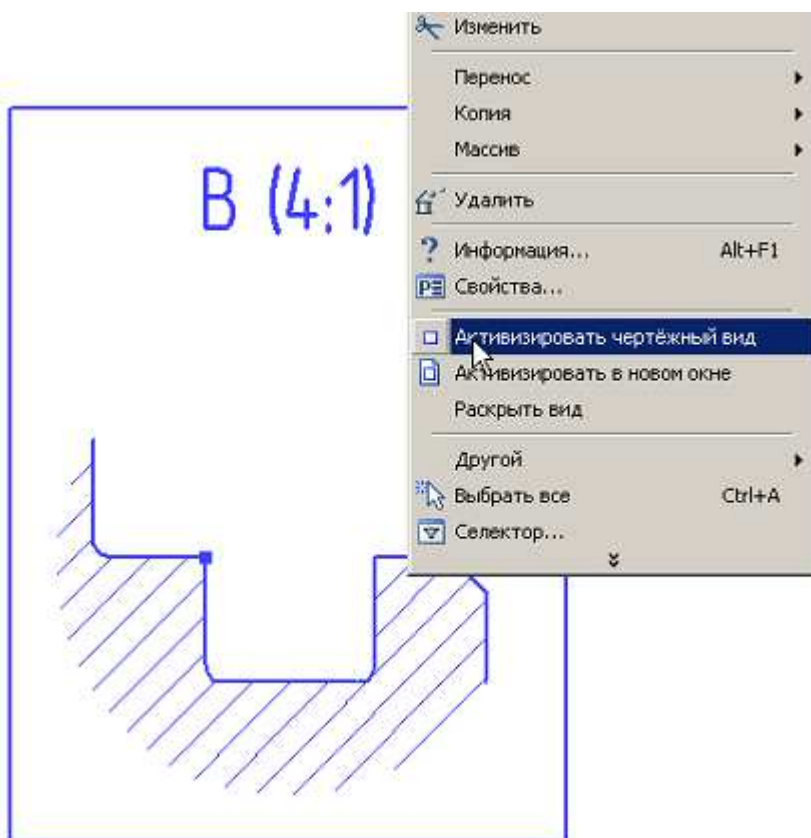 Изменить
Перенос
Копия
Массив
В (4:1)
Удалить
Информация... Alt+F1
Свойства...
Активизировать чертёжный вид
Активизировать в новом окне
Раскрыть вид
Другой
Выбрать все Ctrl+A
Селектор...